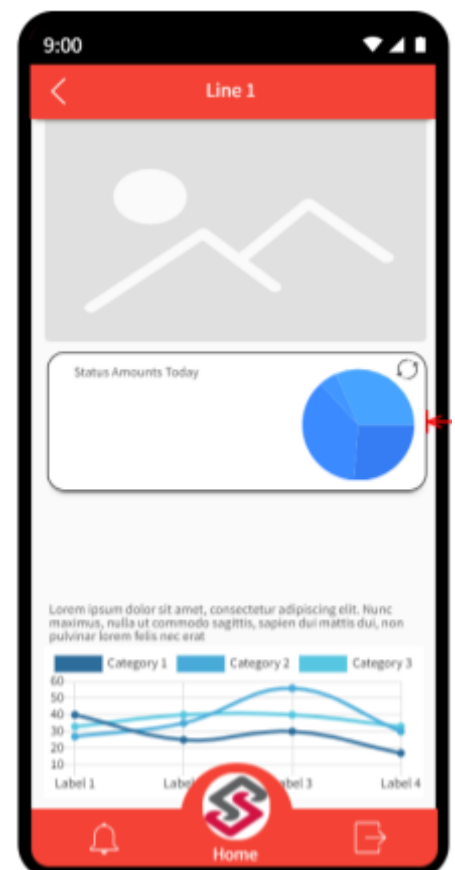 9:00
Line 1
Status Amounts Today
Lorem ipsum dolor sit amet, consectetur adipiscing elit. Nunc
maximus, nulla ut commodo sagittis, sapien dui mattis dui, non
pulvinar lorem felis nec erat
Category 1 Category 2 Category 3
60
50
40
30
20
10
Label 1 Label 3 Label 4
Home